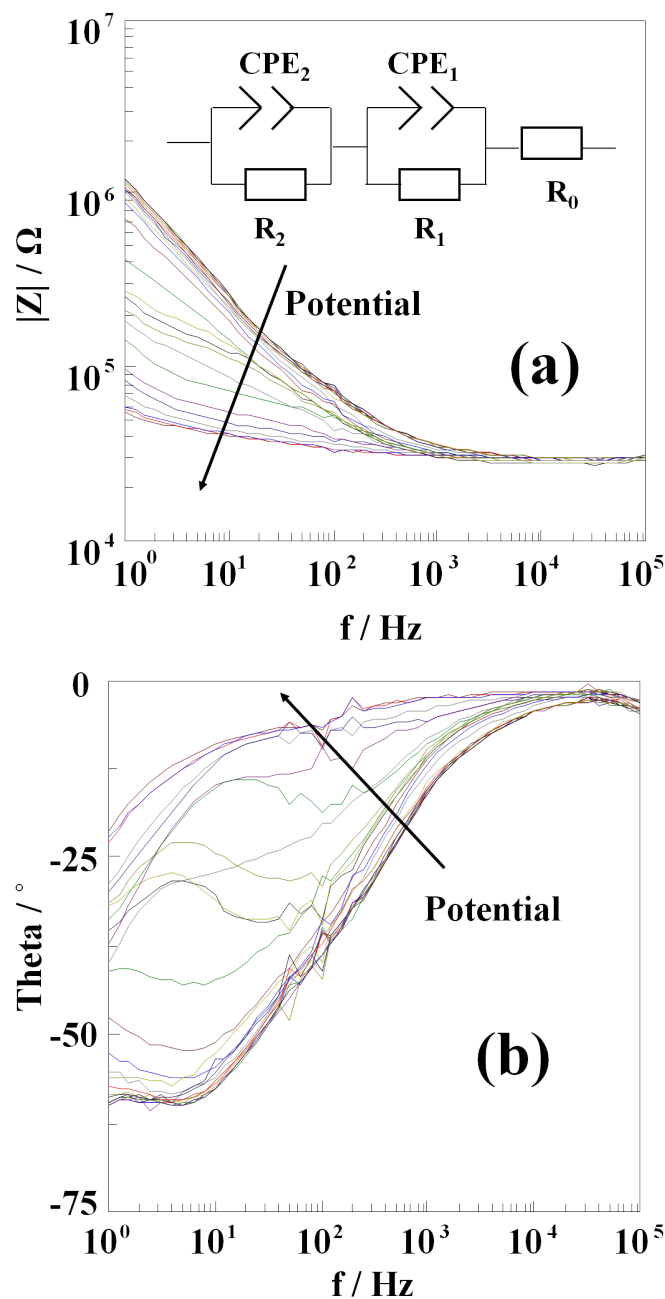 10⁷
CPE₂ CPE₁
R₂ R₁ R₀
10⁶
|Z| / Ω
Potential
(a)
10⁵
10⁴
10⁰ 10¹ 10² 10³ 10⁴ 10⁵
f / Hz
0
-25
Potential
Theta / °
-50
(b)
-75
10⁰ 10¹ 10² 10³ 10⁴ 10⁵
f / Hz